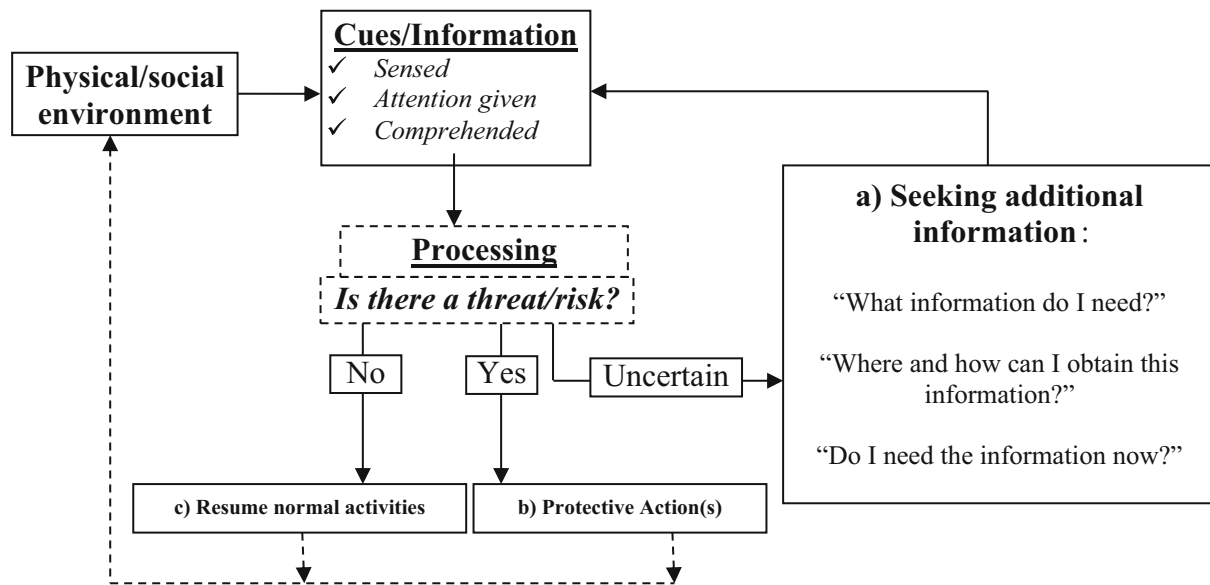 Physical/social
environment
Cues/Information
✓ Sensed
✓ Attention given
✓ Comprehended
Processing
Is there a threat/risk?
No
Yes
Uncertain
a) Seeking additional
information:
“What information do I need?”
“Where and how can I obtain this
information?”
“Do I need the information now?”
c) Resume normal activities
b) Protective Action(s)